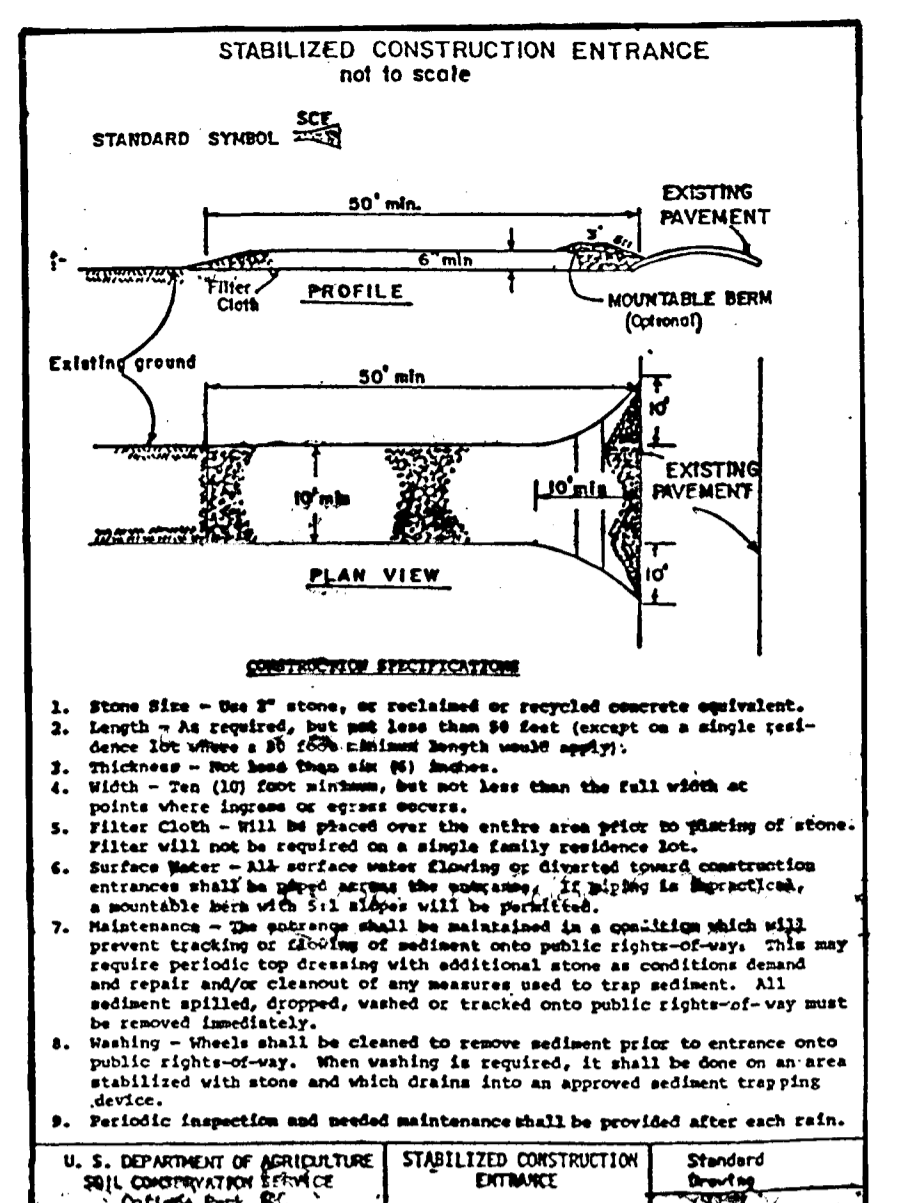 STABILIZED CONSTRUCTION ENTRANCE
not to scale
SCE
STANDARD SYMBOL
50' min.
EXISTING
PAVEMENT
3"
6" min
Filter
Cloth
PROFILE
MOUNTABLE BERM
(Optional)
Existing ground
50' min
10'
10' min
10' min
EXISTING
PAVEMENT
10'
PLAN VIEW
CONSTRUCTION SPECIFICATIONS
1. Stone Size - Use 2" stone, or reclaimed or recycled concrete equivalent.
2. Length - As required, but not less than 50 feet (except on a single resi-
dence lot where a 30 foot minimum length would apply).
3. Thickness - Not less than six (6) inches.
4. Width - Ten (10) foot minimum, but not less than the full width at
points where ingress or egrass occurs.
5. Filter Cloth - Will be placed over the entire area prior to placing of stone.
Filter will not be required on a single family residence lot.
6. Surface Water - All surface water flowing or diverted toward construction
entrances shall be piped across the entrance. If piping is impractical,
a mountable berm with 5:1 slopes will be permitted.
7. Maintenance - The entrance shall be maintained in a condition which will
prevent tracking or flowing of sediment onto public rights-of-way. This may
require periodic top dressing with additional stone as conditions demand
and repair and/or cleanout of any measures used to trap sediment. All
sediment spilled, dropped, washed or tracked onto public rights-of-way must
be removed immediately.
8. Washing - Wheels shall be cleaned to remove sediment prior to entrance onto
public rights-of-way. When washing is required, it shall be done on an area
stabilized with stone and which drains into an approved sediment trapping
device.
9. Periodic inspection and needed maintenance shall be provided after each rain.
U. S. DEPARTMENT OF AGRICULTURE
SOIL CONSERVATION SERVICE
STABILIZED CONSTRUCTION
ENTRANCE
Standard
Drawing